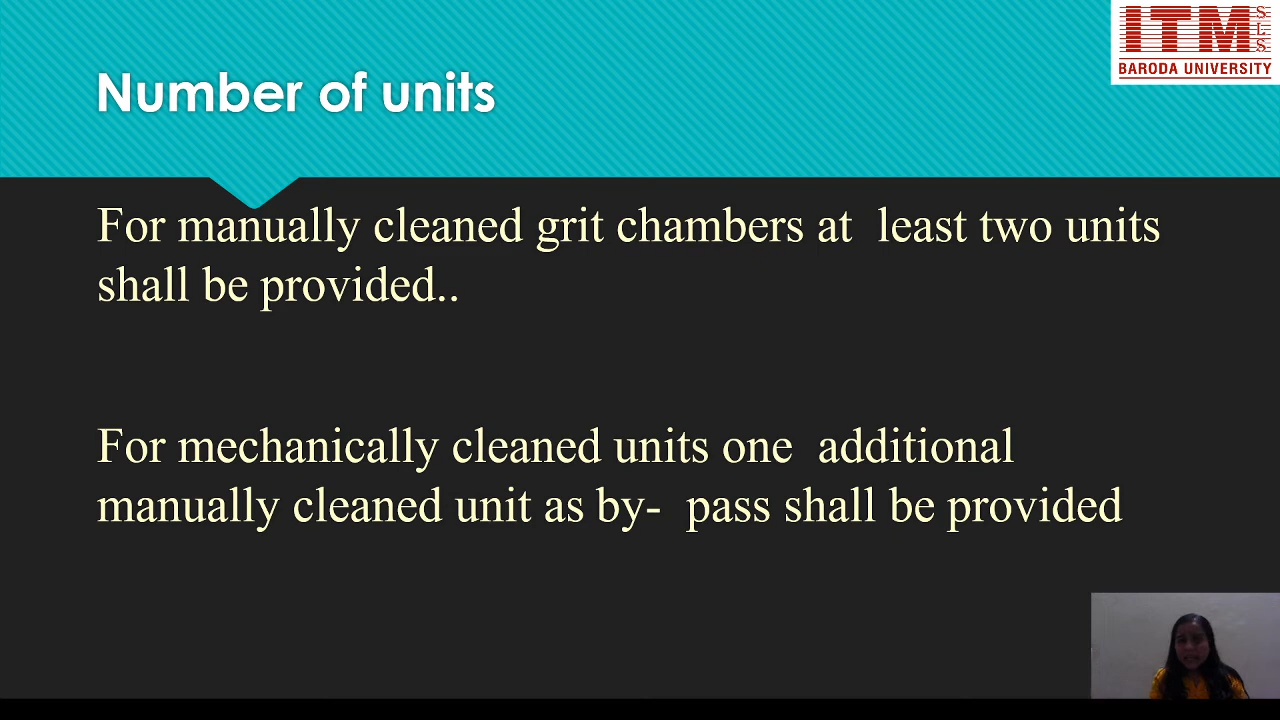 ITM SLS
BARODA UNIVERSITY
Number of units
For manually cleaned grit chambers at least two units
shall be provided..
For mechanically cleaned units one additional
manually cleaned unit as by- pass shall be provided